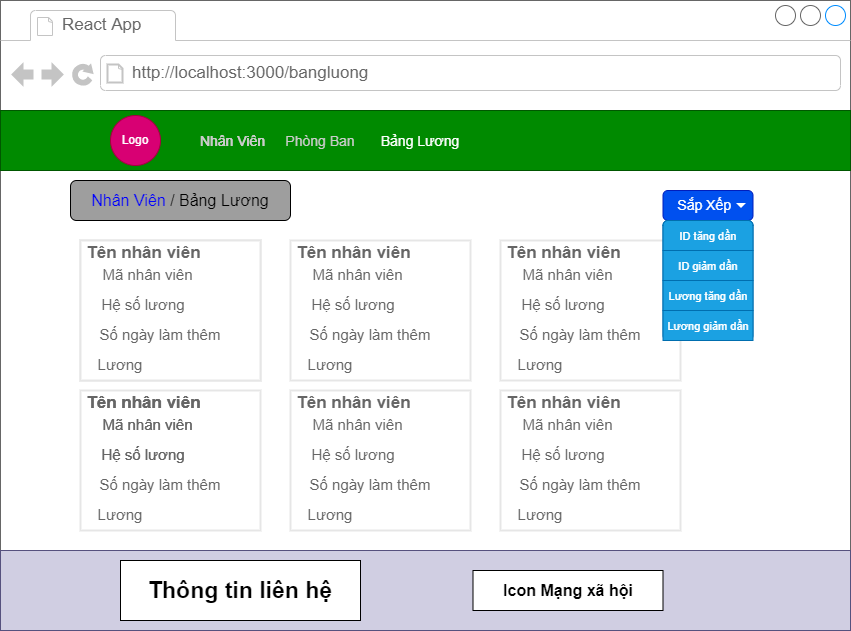 React App
http://localhost:3000/bangluong
Logo
Nhân Viên Phòng Ban Bảng Lương
Nhân Viên / Bảng Lương
Sắp Xếp
ID tăng dần
ID giảm dần
Lương tăng dần
Lương giảm dần
Tên nhân viên
Mã nhân viên
Hệ số lương
Số ngày làm thêm
Lương
Tên nhân viên
Mã nhân viên
Hệ số lương
Số ngày làm thêm
Lương
Tên nhân viên
Mã nhân viên
Hệ số lương
Số ngày làm thêm
Lương
Tên nhân viên
Mã nhân viên
Hệ số lương
Số ngày làm thêm
Lương
Tên nhân viên
Mã nhân viên
Hệ số lương
Số ngày làm thêm
Lương
Tên nhân viên
Mã nhân viên
Hệ số lương
Số ngày làm thêm
Lương
Thông tin liên hệ
Icon Mạng xã hội